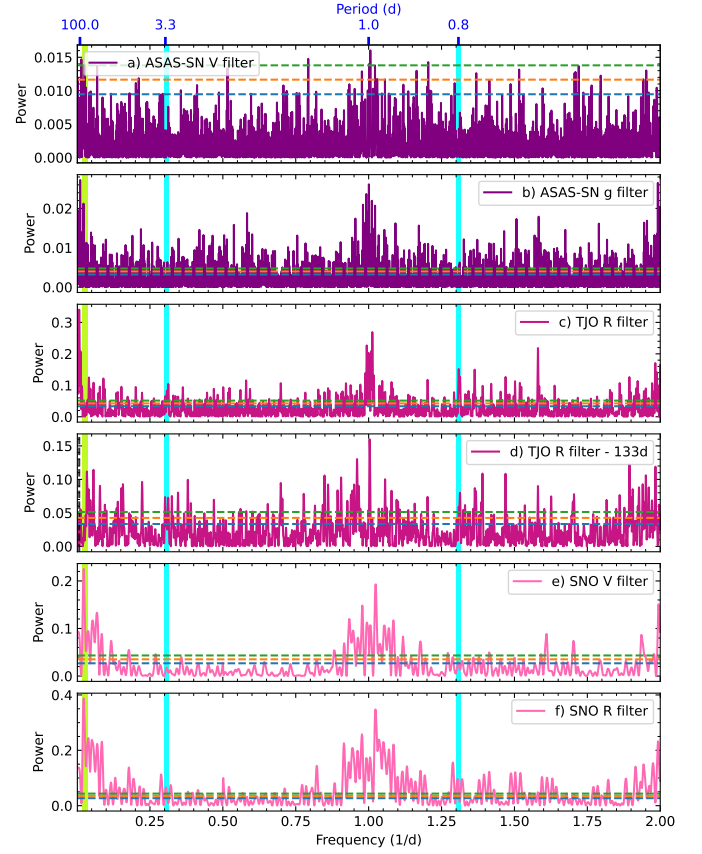 Period (d)
100.0 3.3 1.0 0.8
a) ASAS-SN V filter
0.015
0.010
0.005
0.000
Power
b) ASAS-SN g filter
0.02
0.01
0.00
Power
c) TJO R filter
0.3
0.2
0.1
0.0
Power
d) TJO R filter - 133d
0.15
0.10
0.05
0.00
Power
e) SNO V filter
0.2
0.1
0.0
Power
f) SNO R filter
0.4
0.2
0.0
Power
0.25 0.50 0.75 1.00 1.25 1.50 1.75 2.00
Frequency (1/d)